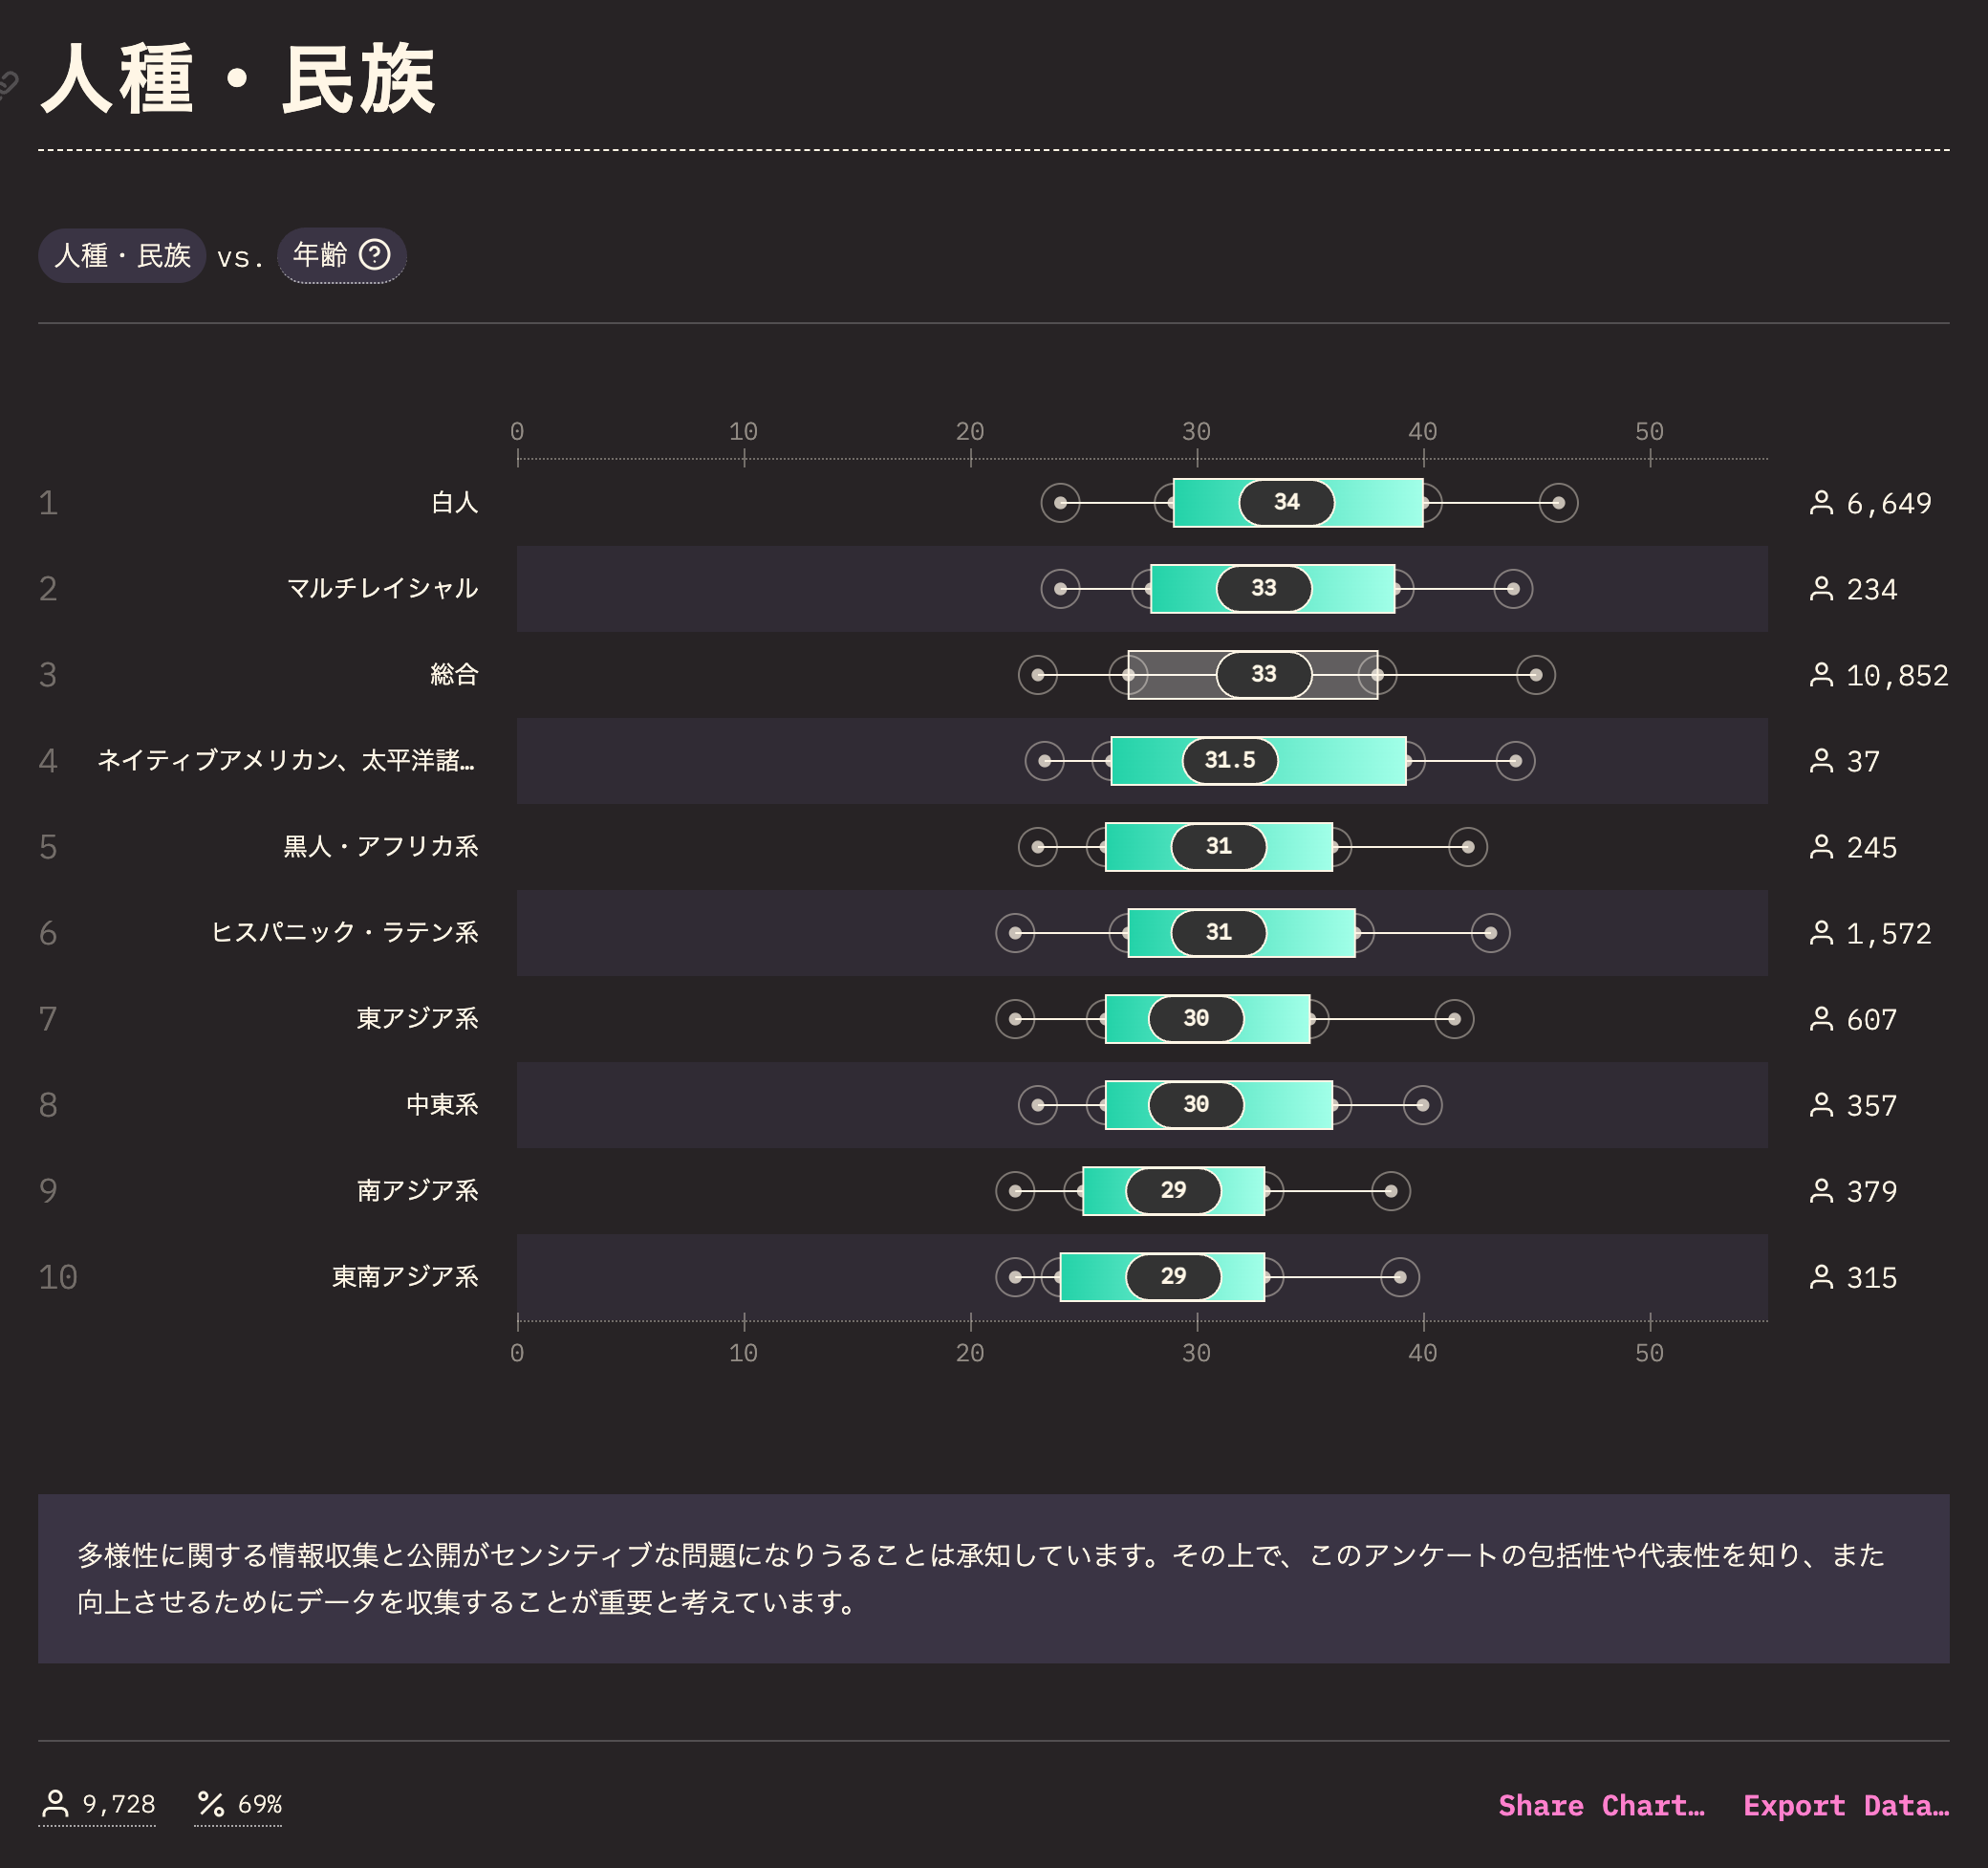 人種・民族
人種・民族 vs. 年齢 ?
0 10 20 30 40 50
1 白人 34 6,649
2 マルチレイシャル 33 234
3 総合 33 10,852
4 ネイティブアメリカン、太平洋諸… 31.5 37
5 黒人・アフリカ系 31 245
6 ヒスパニック・ラテン系 31 1,572
7 東アジア系 30 607
8 中東系 30 357
9 南アジア系 29 379
10 東南アジア系 29 315
0 10 20 30 40 50
多様性に関する情報収集と公開がセンシティブな問題になりうることは承知しています。その上で、このアンケートの包括性や代表性を知り、また
向上させるためにデータを収集することが重要と考えています。
9,728 % 69% Share Chart… Export Data…